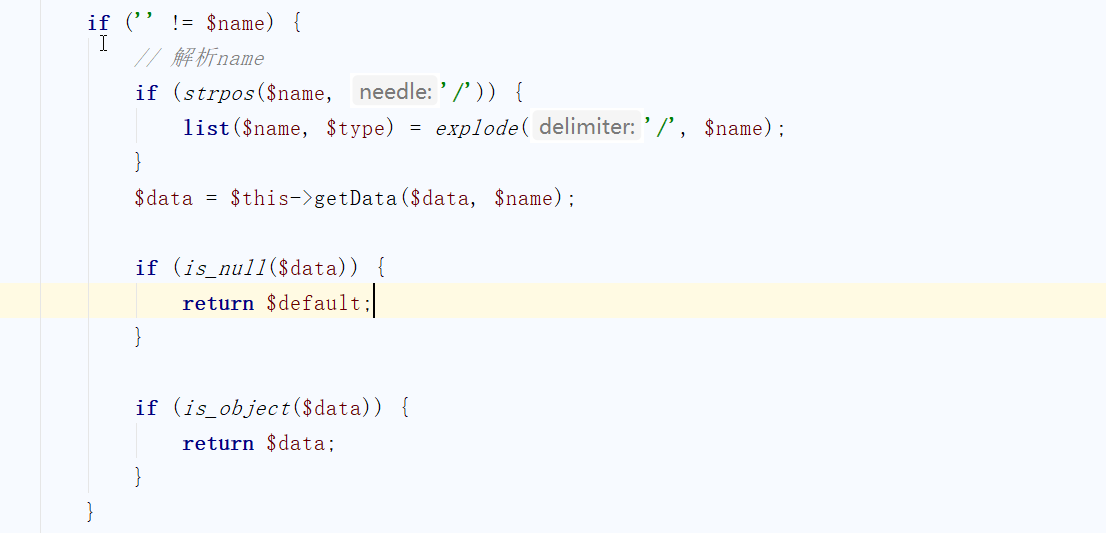 if ('' != $name) {
// 解析name
if (strpos($name, needle: '/')) {
list($name, $type) = explode( delimiter: '/', $name);
}
$data = $this->getData($data, $name);
if (is_null($data)) {
return $default;
}
if (is_object($data)) {
return $data;
}
}